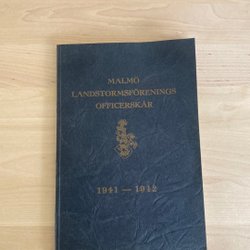 MALMÖ
LANDSTORMSFÖRENINGS
OFFICERSKÅR
1941 — 1942